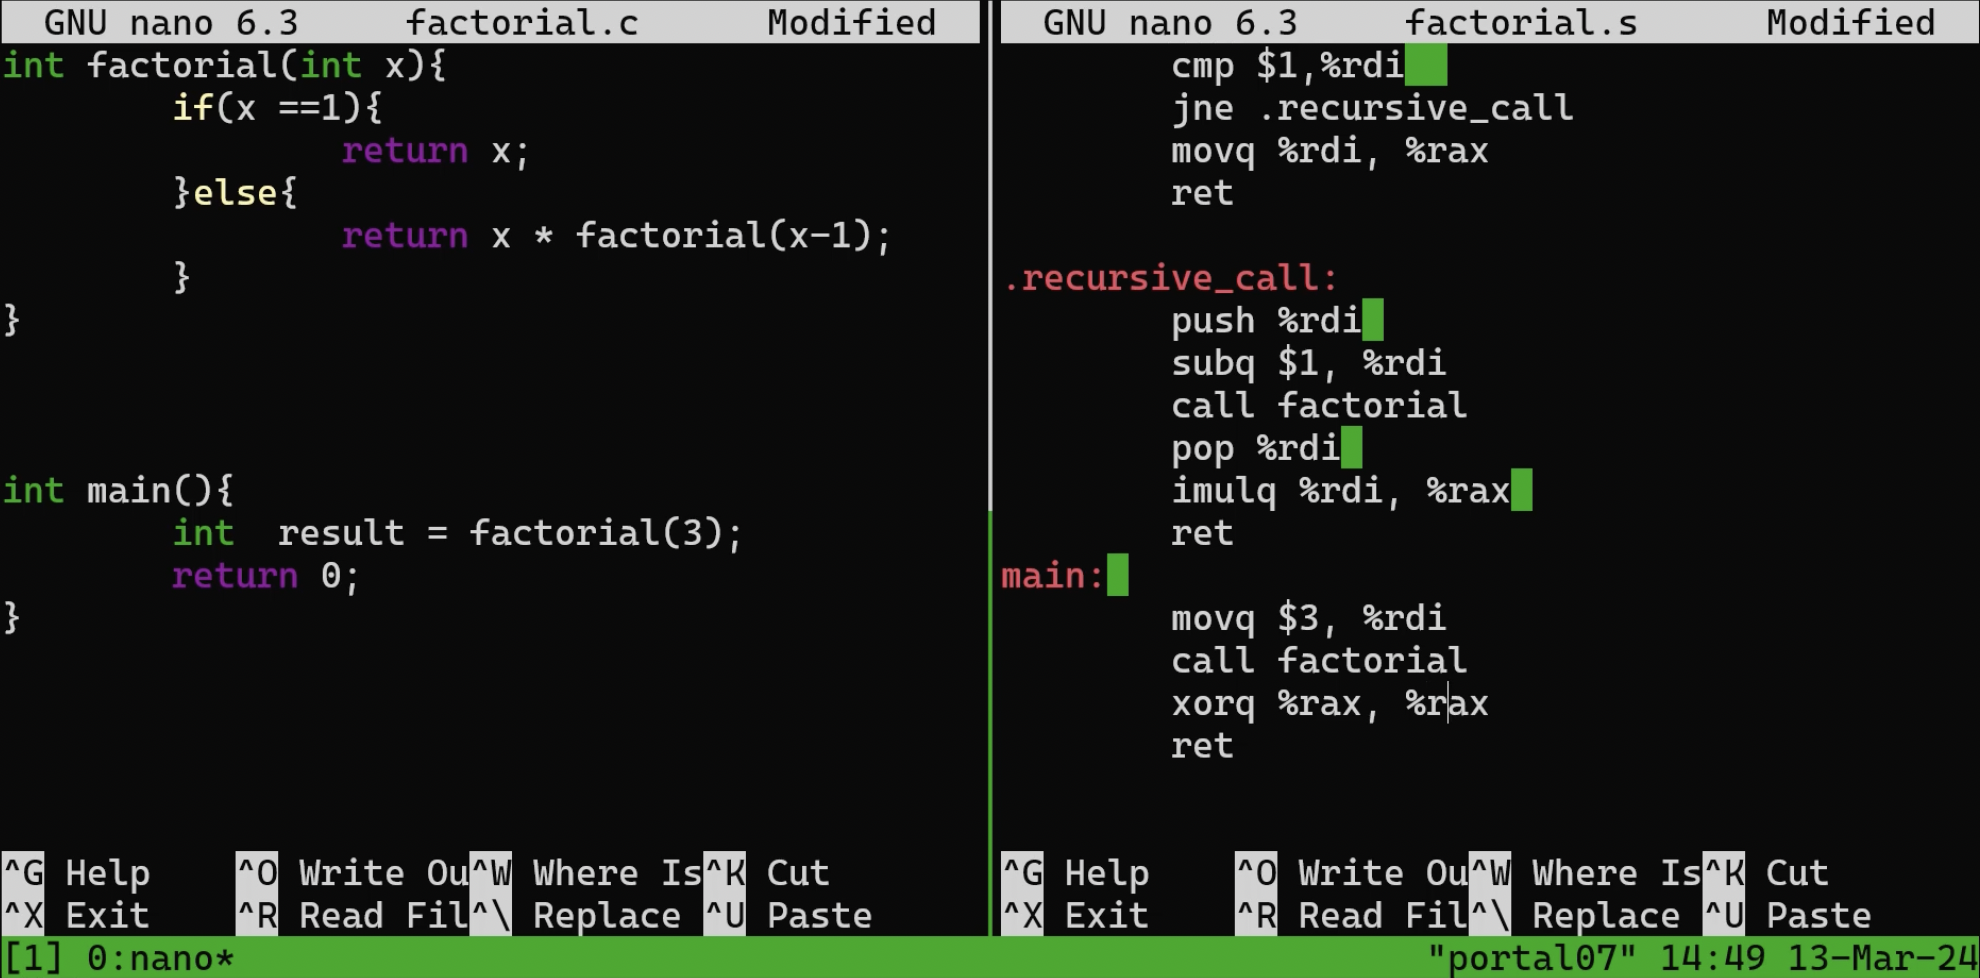 GNU nano 6.3 factorial.c Modified
int factorial(int x){
if(x ==1){
return x;
}else{
return x * factorial(x-1);
}
}
int main(){
int  result = factorial(3);
return 0;
}
^G Help ^O Write Ou^W Where Is^K Cut
^X Exit ^R Read Fil^\ Replace ^U Paste
GNU nano 6.3 factorial.s Modified
cmp $1,%rdi
jne .recursive_call
movq %rdi, %rax
ret
.recursive_call:
push %rdi
subq $1, %rdi
call factorial
pop %rdi
imulq %rdi, %rax
ret
main:
movq $3, %rdi
call factorial
xorq %rax, %rax
ret
^G Help ^O Write Ou^W Where Is^K Cut
^X Exit ^R Read Fil^\ Replace ^U Paste
[1] 0:nano* "portal07" 14:49 13-Mar-24